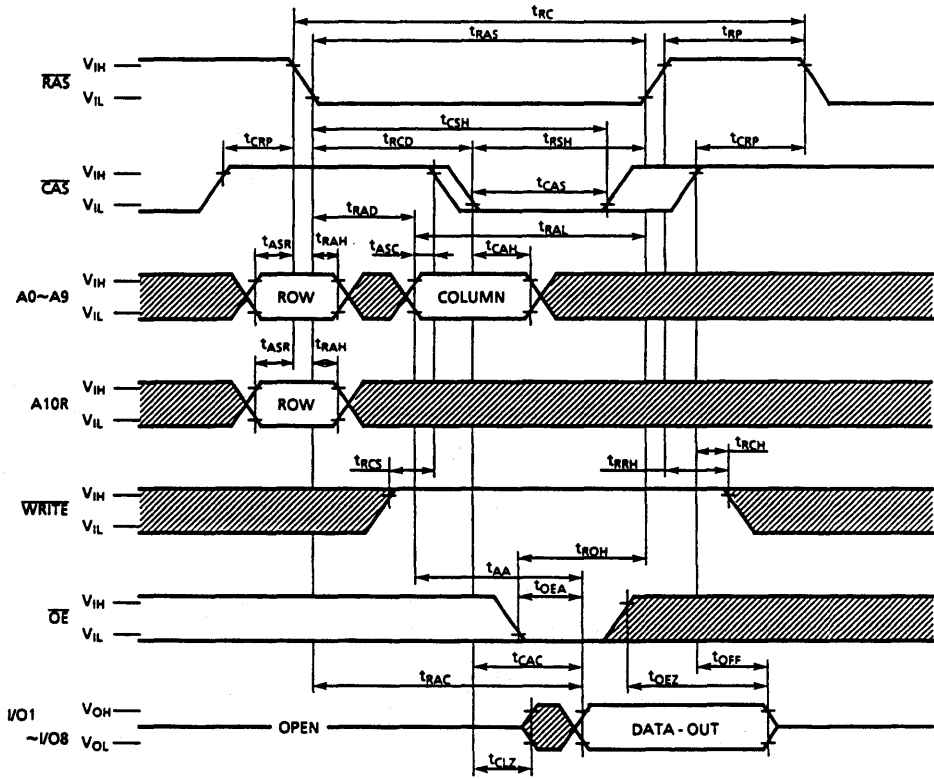 tRC
tRAS
tRP
RAS
VIH
VIL
tCSH
tCRP
tRCD
tRSH
tCRP
CAS
VIH
VIL
tCAS
tRAD
tRAL
tASR
tRAH
tASC
tCAH
A0~A9
VIH
VIL
ROW
COLUMN
tASR
tRAH
A10R
VIH
VIL
ROW
tRCS
tRRH
tRCH
WRITE
VIH
VIL
tROH
tAA
tOEA
OE
VIH
VIL
tCAC
tOFF
tRAC
tOEZ
I/O1
~I/O8
VOH
VOL
OPEN
DATA - OUT
tCLZ